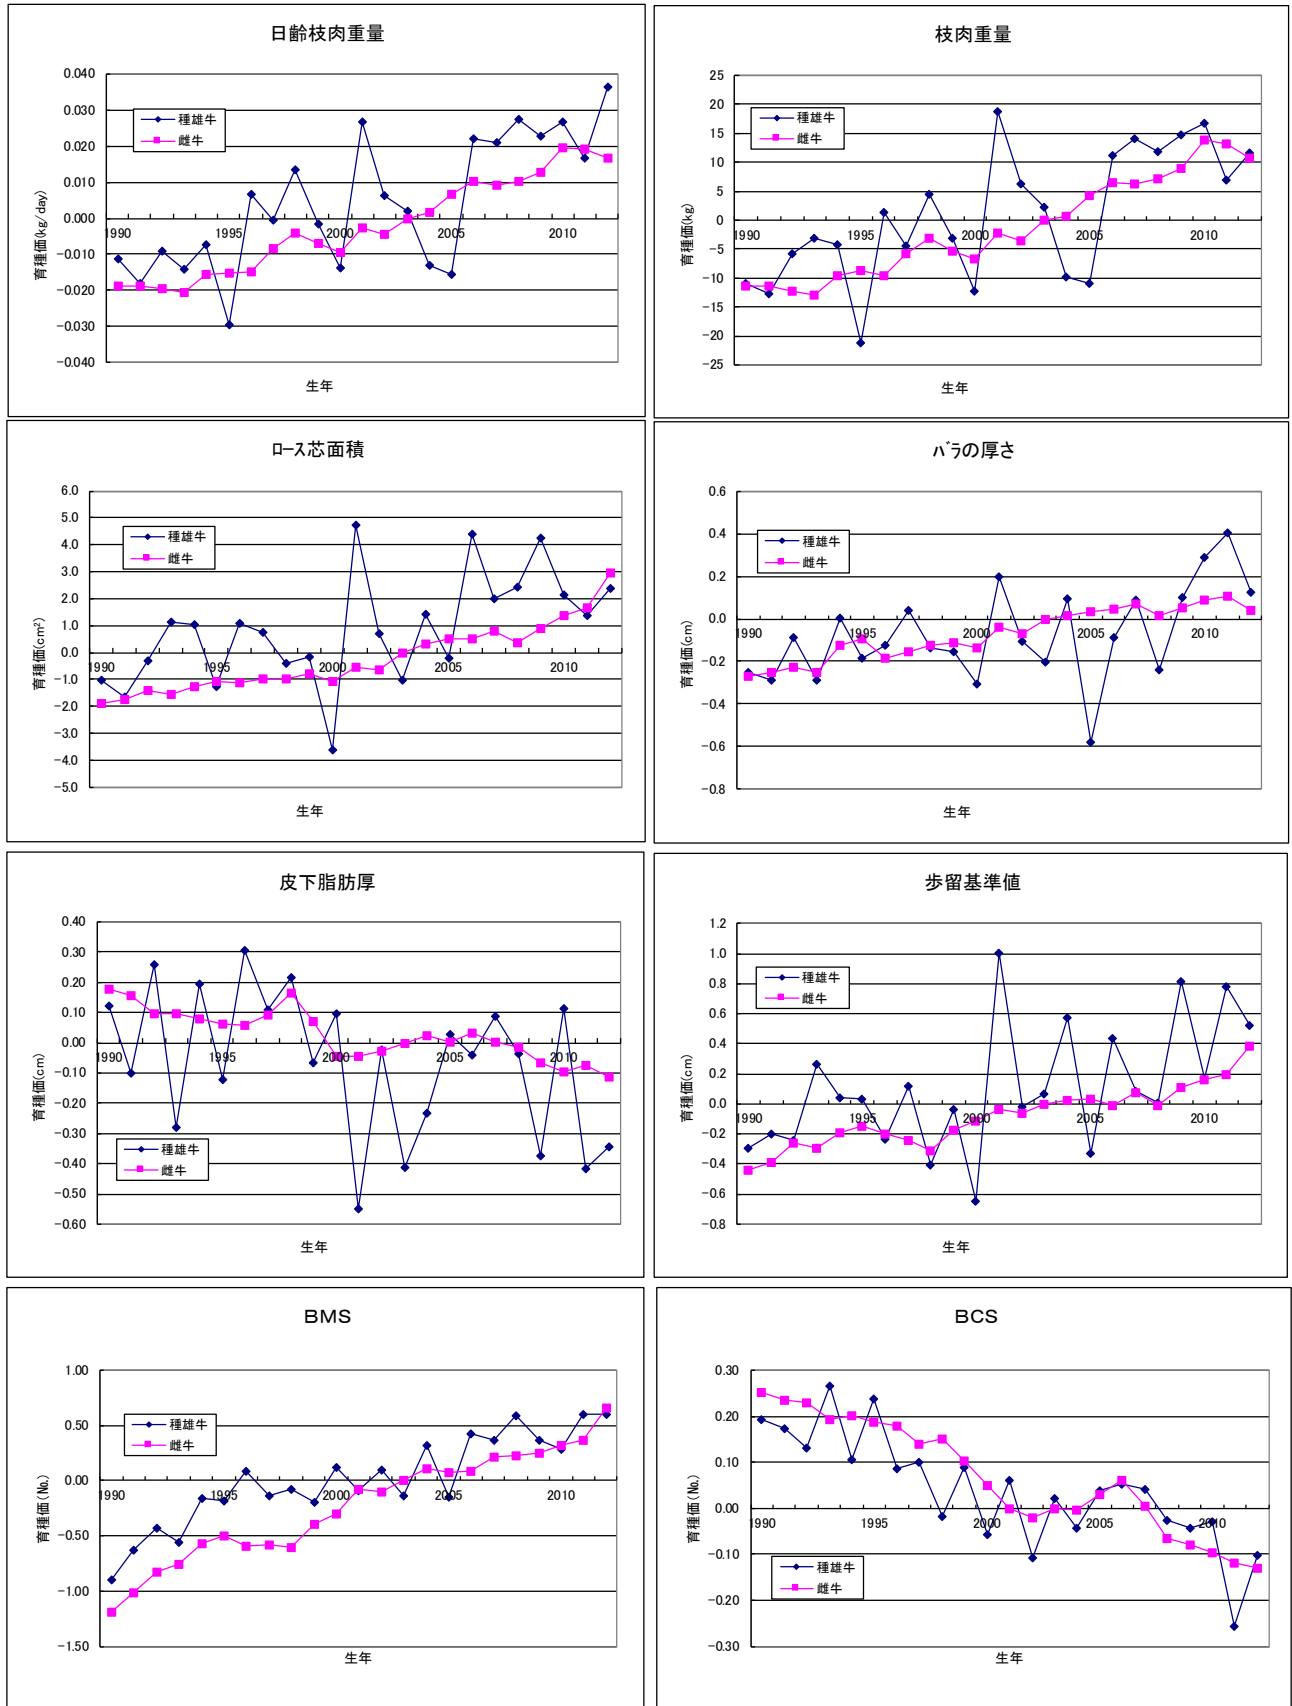 日齢枝肉重量
0.040
0.030
0.020
0.010
0.000
-0.010
-0.020
-0.030
-0.040
育種価(kg/day)
種雄牛
雌牛
1990
1995
2000
2005
2010
生年
枝肉重量
25
20
15
10
5
0
-5
-10
-15
-20
-25
育種価(kg)
種雄牛
雌牛
1990
1995
2000
2005
2010
生年
ロース芯面積
6.0
5.0
4.0
3.0
2.0
1.0
0.0
-1.0
-2.0
-3.0
-4.0
-5.0
育種価(cm²)
種雄牛
雌牛
1990
1995
2000
2005
2010
生年
バラの厚さ
0.6
0.4
0.2
0.0
-0.2
-0.4
-0.6
-0.8
育種価(cm)
種雄牛
雌牛
1990
1995
2000
2005
2010
生年
皮下脂肪厚
0.40
0.30
0.20
0.10
0.00
-0.10
-0.20
-0.30
-0.40
-0.50
-0.60
育種価(cm)
種雄牛
雌牛
1990
1995
2000
2005
2010
生年
歩留基準値
1.2
1.0
0.8
0.6
0.4
0.2
0.0
-0.2
-0.4
-0.6
-0.8
育種価(cm)
種雄牛
雌牛
1990
1995
2000
2005
2010
生年
BMS
1.00
0.50
0.00
-0.50
-1.00
-1.50
育種価(No.)
種雄牛
雌牛
1990
1995
2000
2005
2010
生年
BCS
0.30
0.20
0.10
0.00
-0.10
-0.20
-0.30
育種価(No.)
種雄牛
雌牛
1990
1995
2000
2005
2010
生年